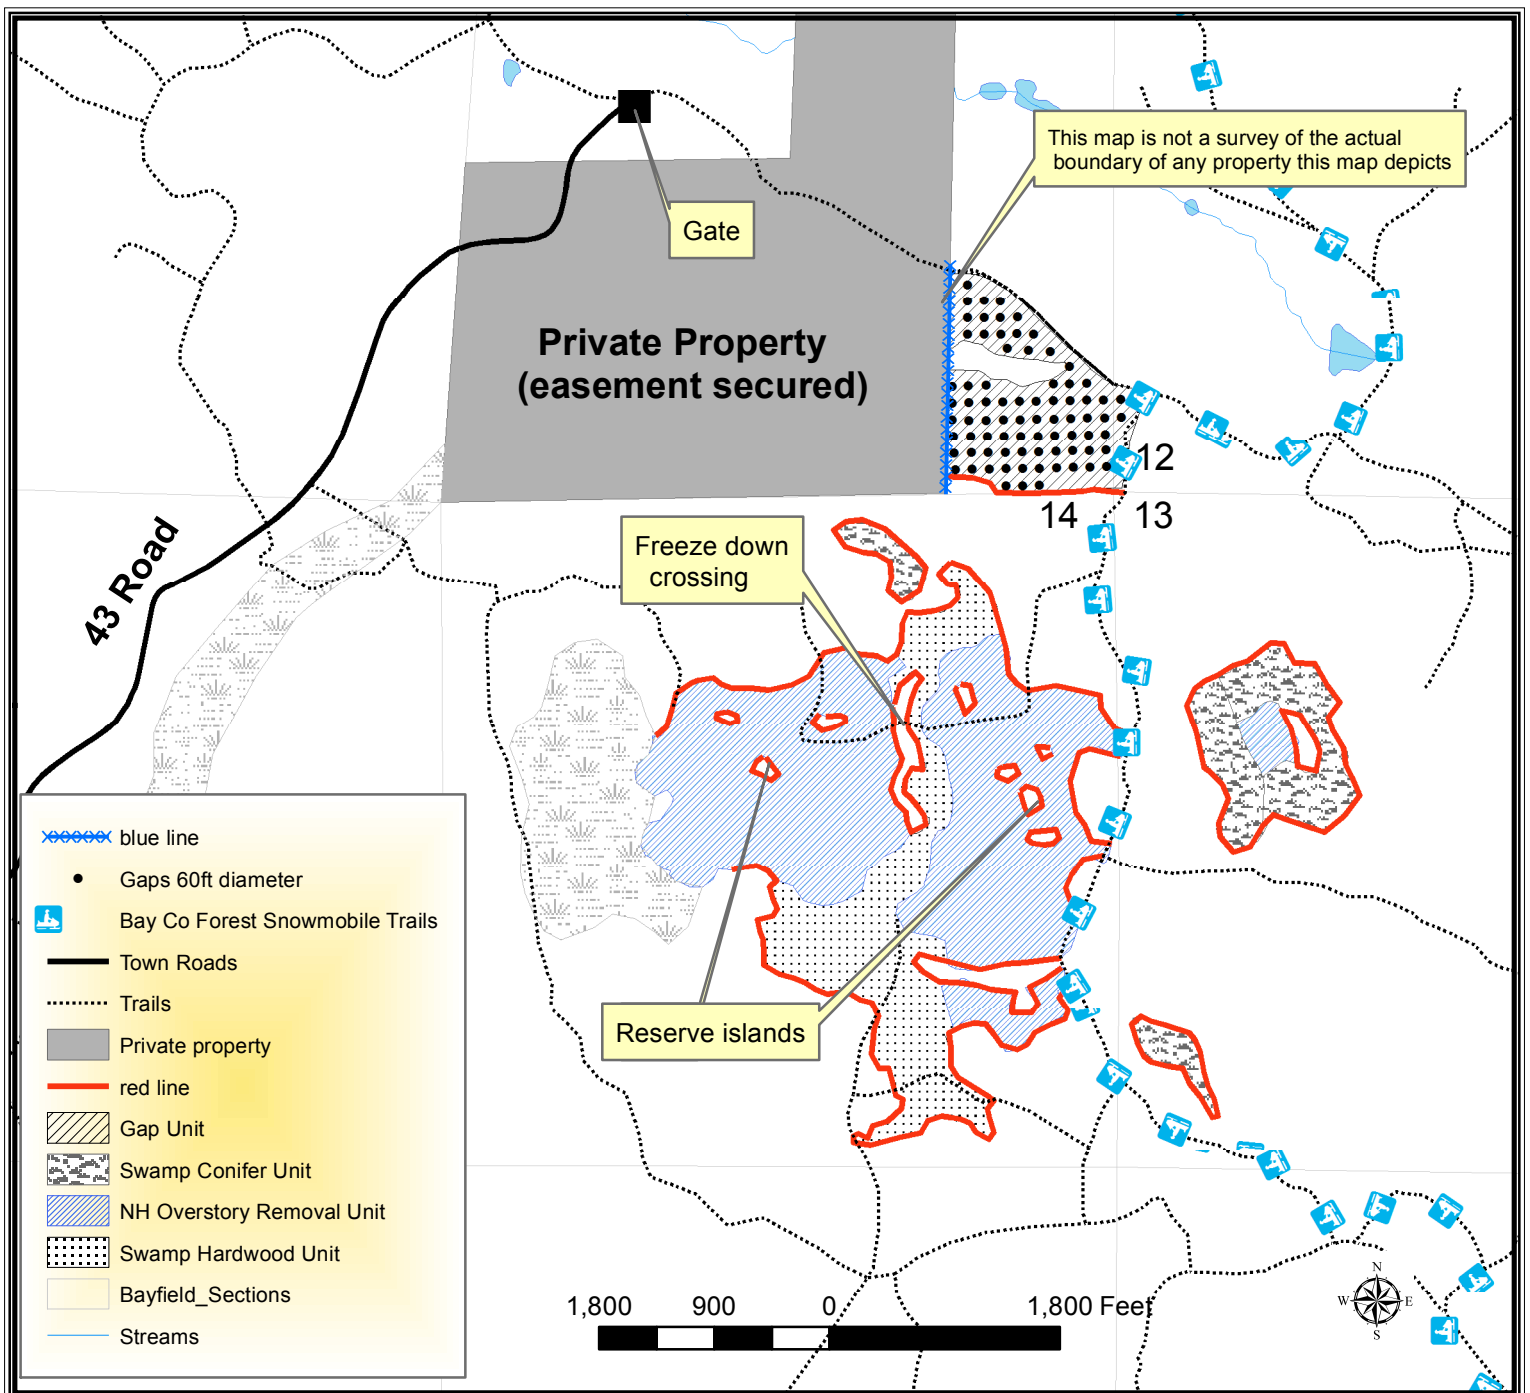 This map is not a survey of the actual
boundary of any property this map depicts
Gate
Private Property
(easement secured)
12
14
13
43 Road
Freeze down
crossing
Reserve islands
blue line
Gaps 60ft diameter
Bay Co Forest Snowmobile Trails
Town Roads
Trails
Private property
red line
Gap Unit
Swamp Conifer Unit
NH Overstory Removal Unit
Swamp Hardwood Unit
Bayfield_Sections
Streams
1,800 900 0 1,800 Feet
N
W E
S